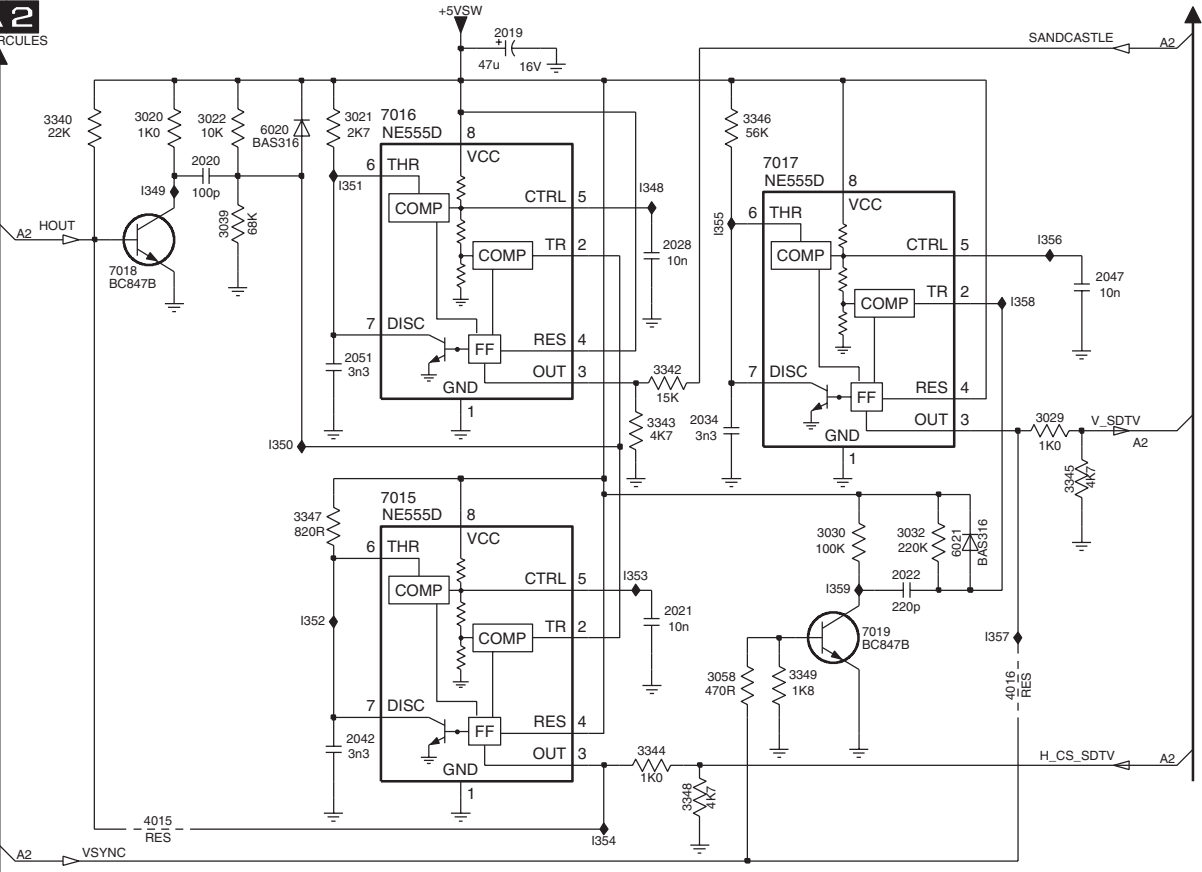 A 2
RCULES
+5VSW
2019
47u
16V
SANDCASTLE
A2
3340
22K
3020
1K0
3022
10K
6020
BAS316
3021
2K7
7016
NE555D
8
VCC
6
THR
I351
COMP
CTRL
5
I348
COMP
TR
2
2028
10n
7
DISC
FF
RES
4
OUT
3
GND
1
2051
3n3
2020
100p
I349
3039
68K
A2
HOUT
7018
BC847B
3342
15K
3343
4K7
I350
3346
56K
7017
NE555D
8
VCC
6
THR
I355
COMP
CTRL
5
I356
COMP
TR
2
I358
2047
10n
7
DISC
FF
RES
4
OUT
3
GND
1
2034
3n3
3029
1K0
V_SDTV
A2
3345
4K7
3347
820R
7015
NE555D
8
VCC
6
THR
COMP
CTRL
5
I353
I352
COMP
TR
2
2021
10n
7
DISC
FF
RES
4
OUT
3
GND
1
2042
3n3
3030
100K
3032
220K
6021
BAS316
I359
2022
220p
7019
BC847B
I357
3058
470R
3349
1K8
4016
RES
3344
1K0
3348
4K7
H_CS_SDTV
A2
4015
RES
I354
A2
VSYNC